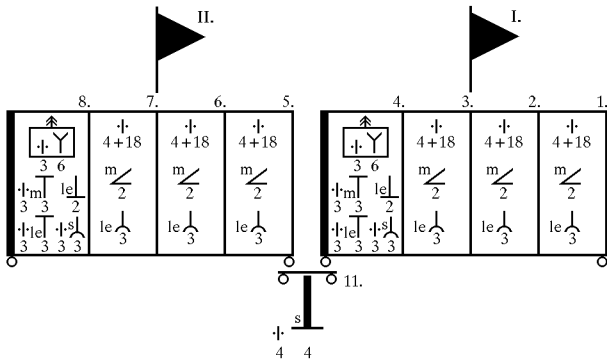 II. I.
8. 7. 6. 5. 4. 3. 2. 1.
4+18 4+18 4+18 4+18 4+18 4+18
3 6 3 6
m m m m m m
m le 2 2 2 m le 2 2 2
3 3 2 3 3 2
le s le le le le s le le le
3 3 3 3 3 3 3 3 3 3 3 3 3 3
11.
s
4 4